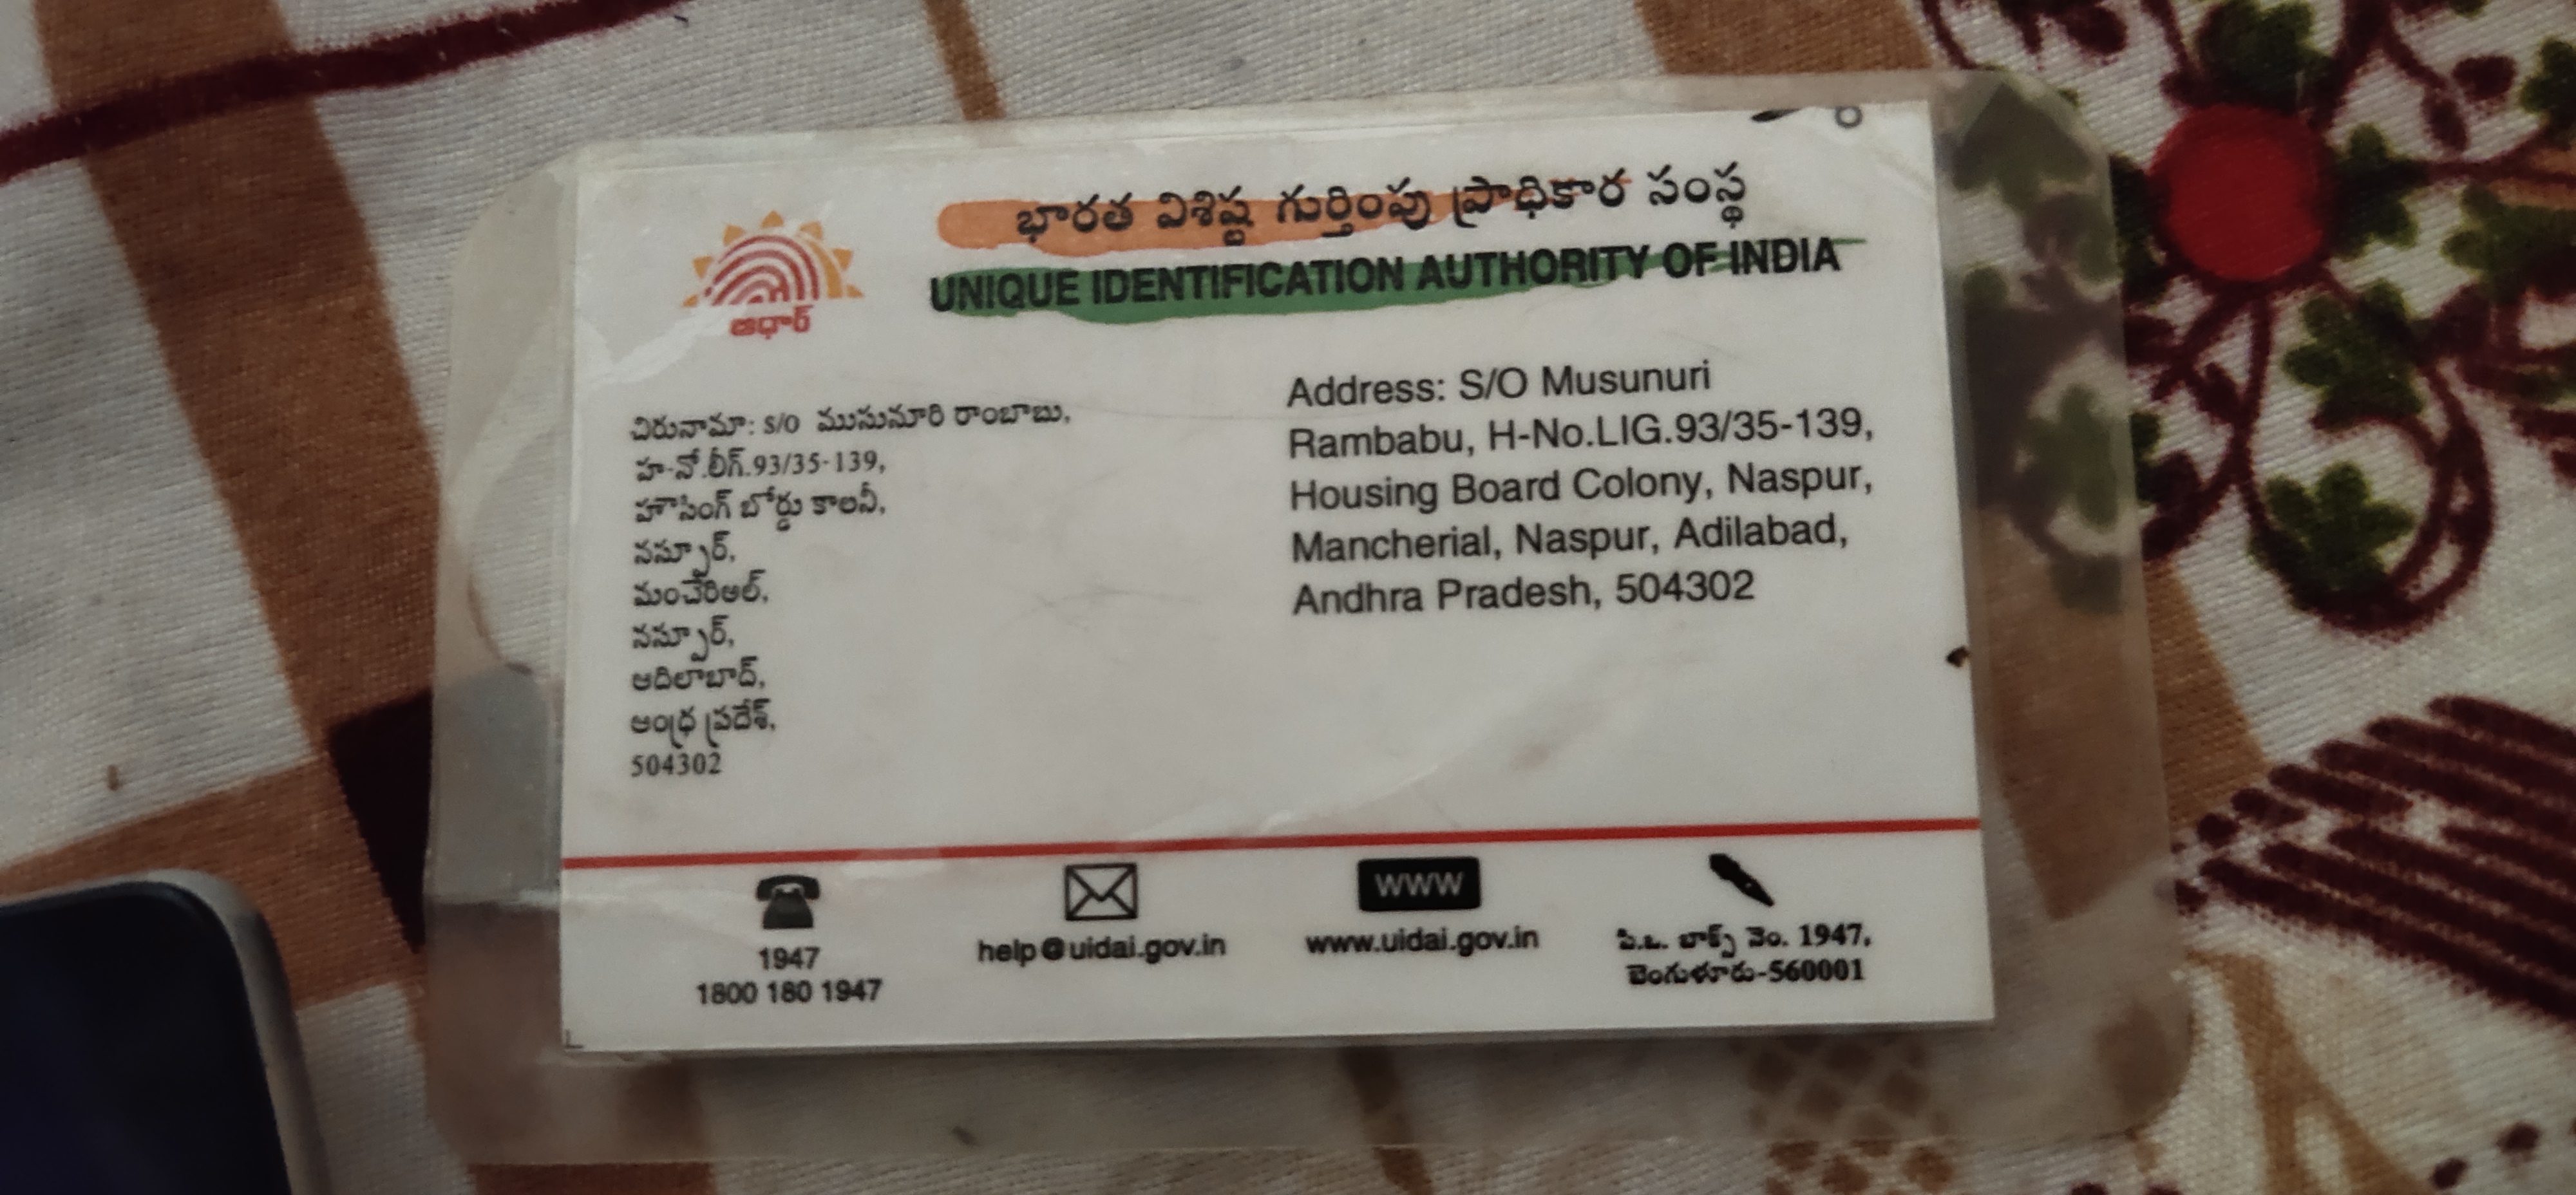 భారత విశిష్ట గుర్తింపు ప్రాధికార సంస్థ
UNIQUE IDENTIFICATION AUTHORITY OF INDIA
ఆధార్
చిరునామా: S/O ముసునూరి రాంబాబు,
హ-నో.లీగ్.93/35-139,
హౌసింగ్ బోర్డు కాలనీ,
నస్పూర్,
మంచేరిఆల్,
నస్పూర్,
ఆదిలాబాద్,
ఆంధ్ర ప్రదేశ్,
504302
Address: S/O Musunuri
Rambabu, H-No.LIG.93/35-139,
Housing Board Colony, Naspur,
Mancherial, Naspur, Adilabad,
Andhra Pradesh, 504302
1947
1800 180 1947
help@uidai.gov.in
WWW
www.uidai.gov.in
పి.ఒ. బాక్స్ నెం. 1947,
బెంగుళూరు-560001